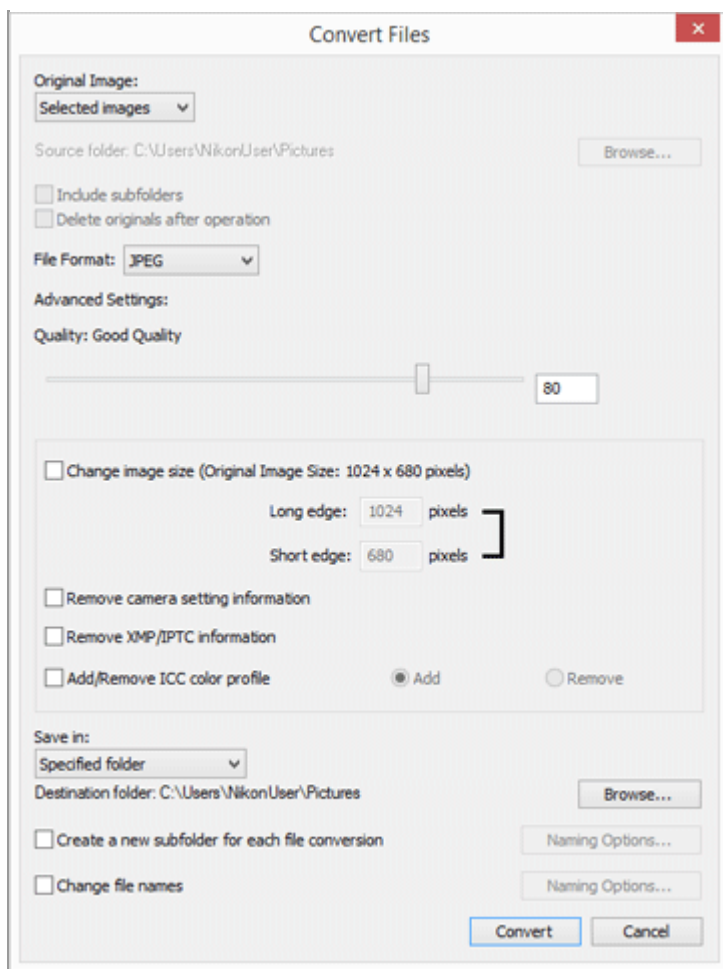 Convert Files
Original Image:
Selected images
Source folder: C:\Users\NikonUser\Pictures
Browse...
Include subfolders
Delete originals after operation
File Format: JPEG
Advanced Settings:
Quality: Good Quality
80
Change image size (Original Image Size: 1024 x 680 pixels)
Long edge: 1024 pixels
Short edge: 680 pixels
Remove camera setting information
Remove XMP/IPTC information
Add/Remove ICC color profile Add Remove
Save in:
Specified folder
Destination folder: C:\Users\NikonUser\Pictures
Browse...
Create a new subfolder for each file conversion Naming Options...
Change file names Naming Options...
Convert Cancel